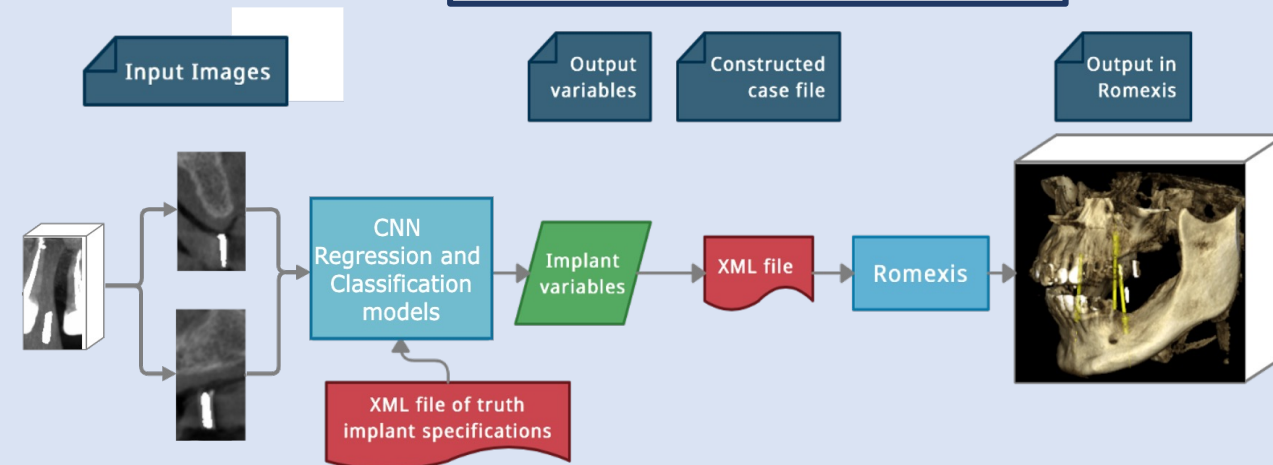 Input Images
Output
variables
Constructed
case file
Output in
Romexis
CNN
Regression and
Classification
models
Implant
variables
XML file
Romexis
XML file of truth
implant specifications